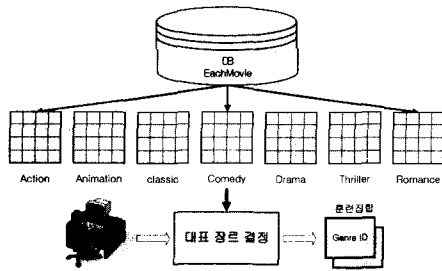 DB
EachMovie
Action Animation classic Comedy Drama Thriller Romance
대표 장르 결정
훈련집합
Genre ID